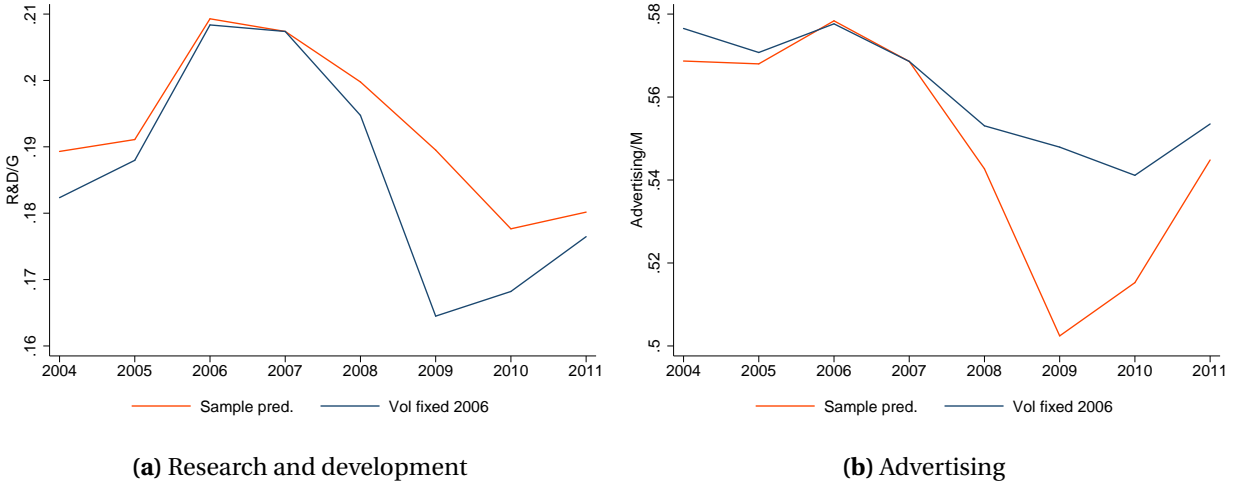 R&D/G
.21
.2
.19
.18
.17
.16
2004 2005 2006 2007 2008 2009 2010 2011
Sample pred. Vol fixed 2006
(a) Research and development
Advertising/M
.58
.56
.54
.52
.5
2004 2005 2006 2007 2008 2009 2010 2011
Sample pred. Vol fixed 2006
(b) Advertising